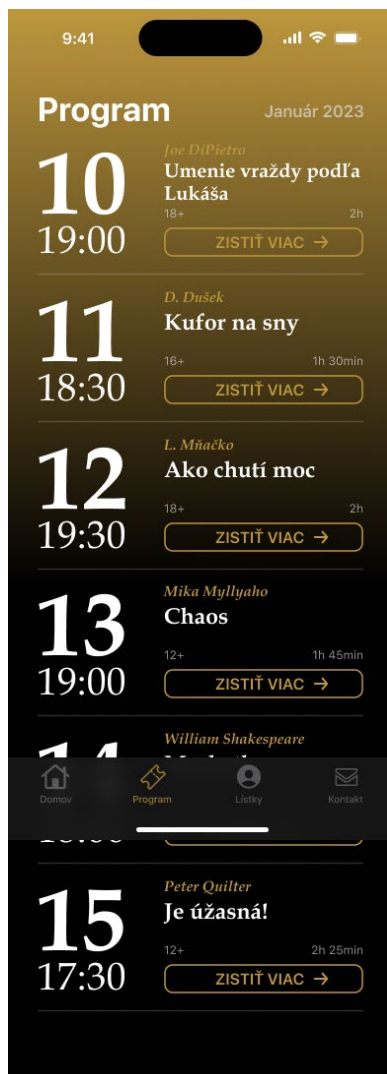 9:41
Program
Január 2023
10
19:00
Joe DiPietro
Umenie vraždy podľa
Lukáša
18+
2h
ZISTIŤ VIAC →
11
18:30
D. Dušek
Kufor na sny
16+
1h 30min
ZISTIŤ VIAC →
12
19:30
L. Mňačko
Ako chutí moc
18+
2h
ZISTIŤ VIAC →
13
19:00
Mika Myllyaho
Chaos
12+
1h 45min
ZISTIŤ VIAC →
William Shakespeare
Domov
Program
Lístky
Kontakt
15
17:30
Peter Quilter
Je úžasná!
12+
2h 25min
ZISTIŤ VIAC →